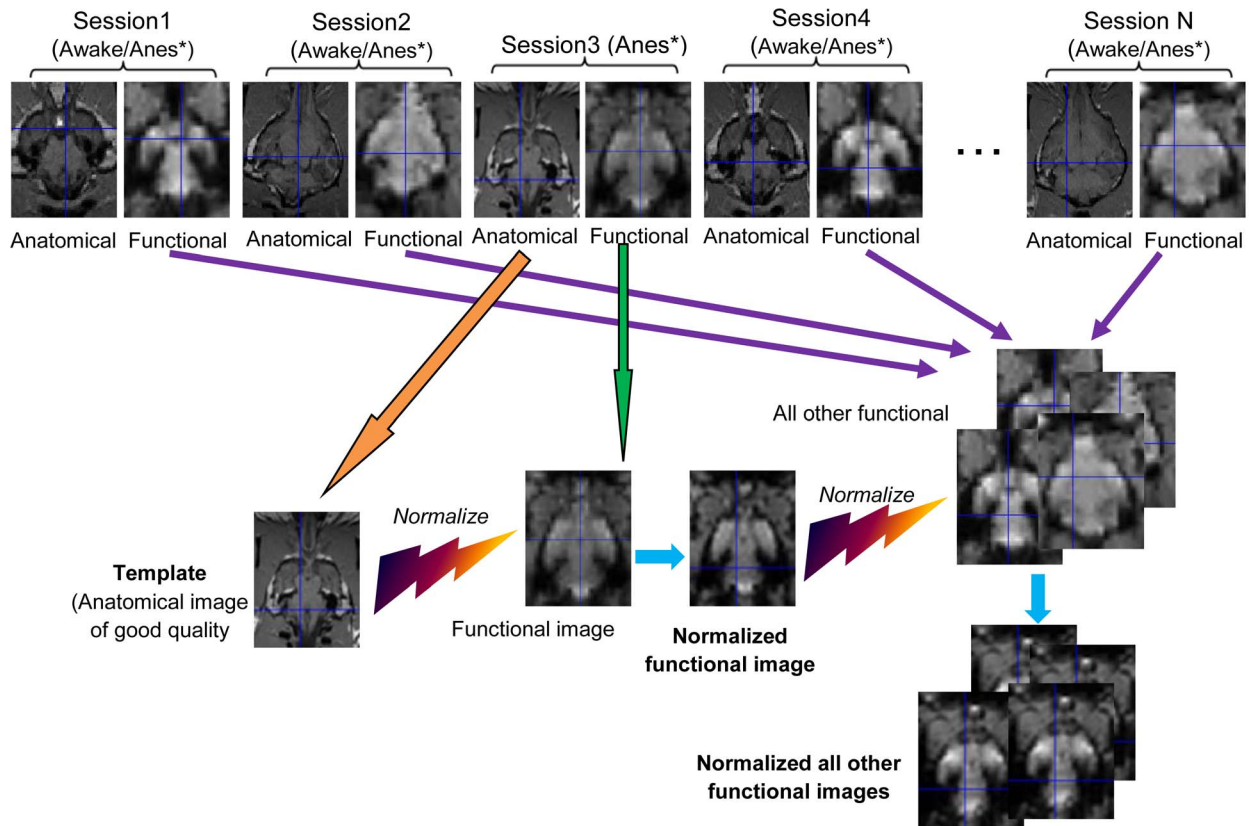 Session1
(Awake/Anes*)
Session2
(Awake/Anes*)
Session3 (Anes*)
Session4
(Awake/Anes*)
Session N
(Awake/Anes*)
. . .
Anatomical
Functional
Anatomical
Functional
Anatomical
Functional
Anatomical
Functional
Anatomical
Functional
All other functional
Normalize
Normalize
Template
(Anatomical image
of good quality
Functional image
Normalized
functional image
Normalized all other
functional images